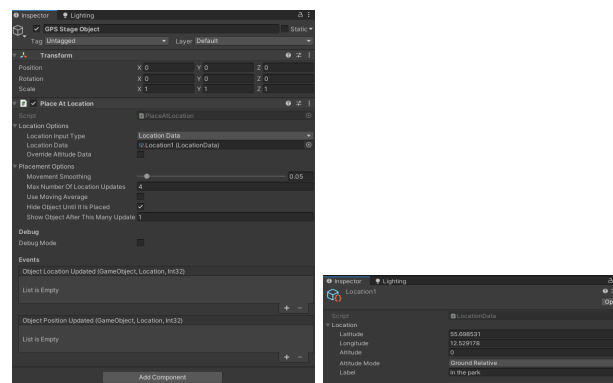 Inspector Lighting
GPS Stage Object Static
Tag Untagged Layer Default
Transform
Position X 0 Y 0 Z 0
Rotation X 0 Y 0 Z 0
Scale X 1 Y 1 Z 1
Place At Location
Script PlaceAtLocation
Location Options
Location Input Type Location Data
Location Data Location1 (LocationData)
Override Altitude Data
Placement Options
Movement Smoothing 0.05
Max Number Of Location Updates 4
Use Moving Average
Hide Object Until It Is Placed
Show Object After This Many Update 1
Debug
Debug Mode
Events
Object Location Updated (GameObject, Location, Int32)
List is Empty
+ −
Object Position Updated (GameObject, Location, Int32)
List is Empty
+ −
Add Component
Inspector Lighting
Location1
Op
Script LocationData
Location
Latitude 55.698531
Longitude 12.529178
Altitude 0
Altitude Mode Ground Relative
Label In the park